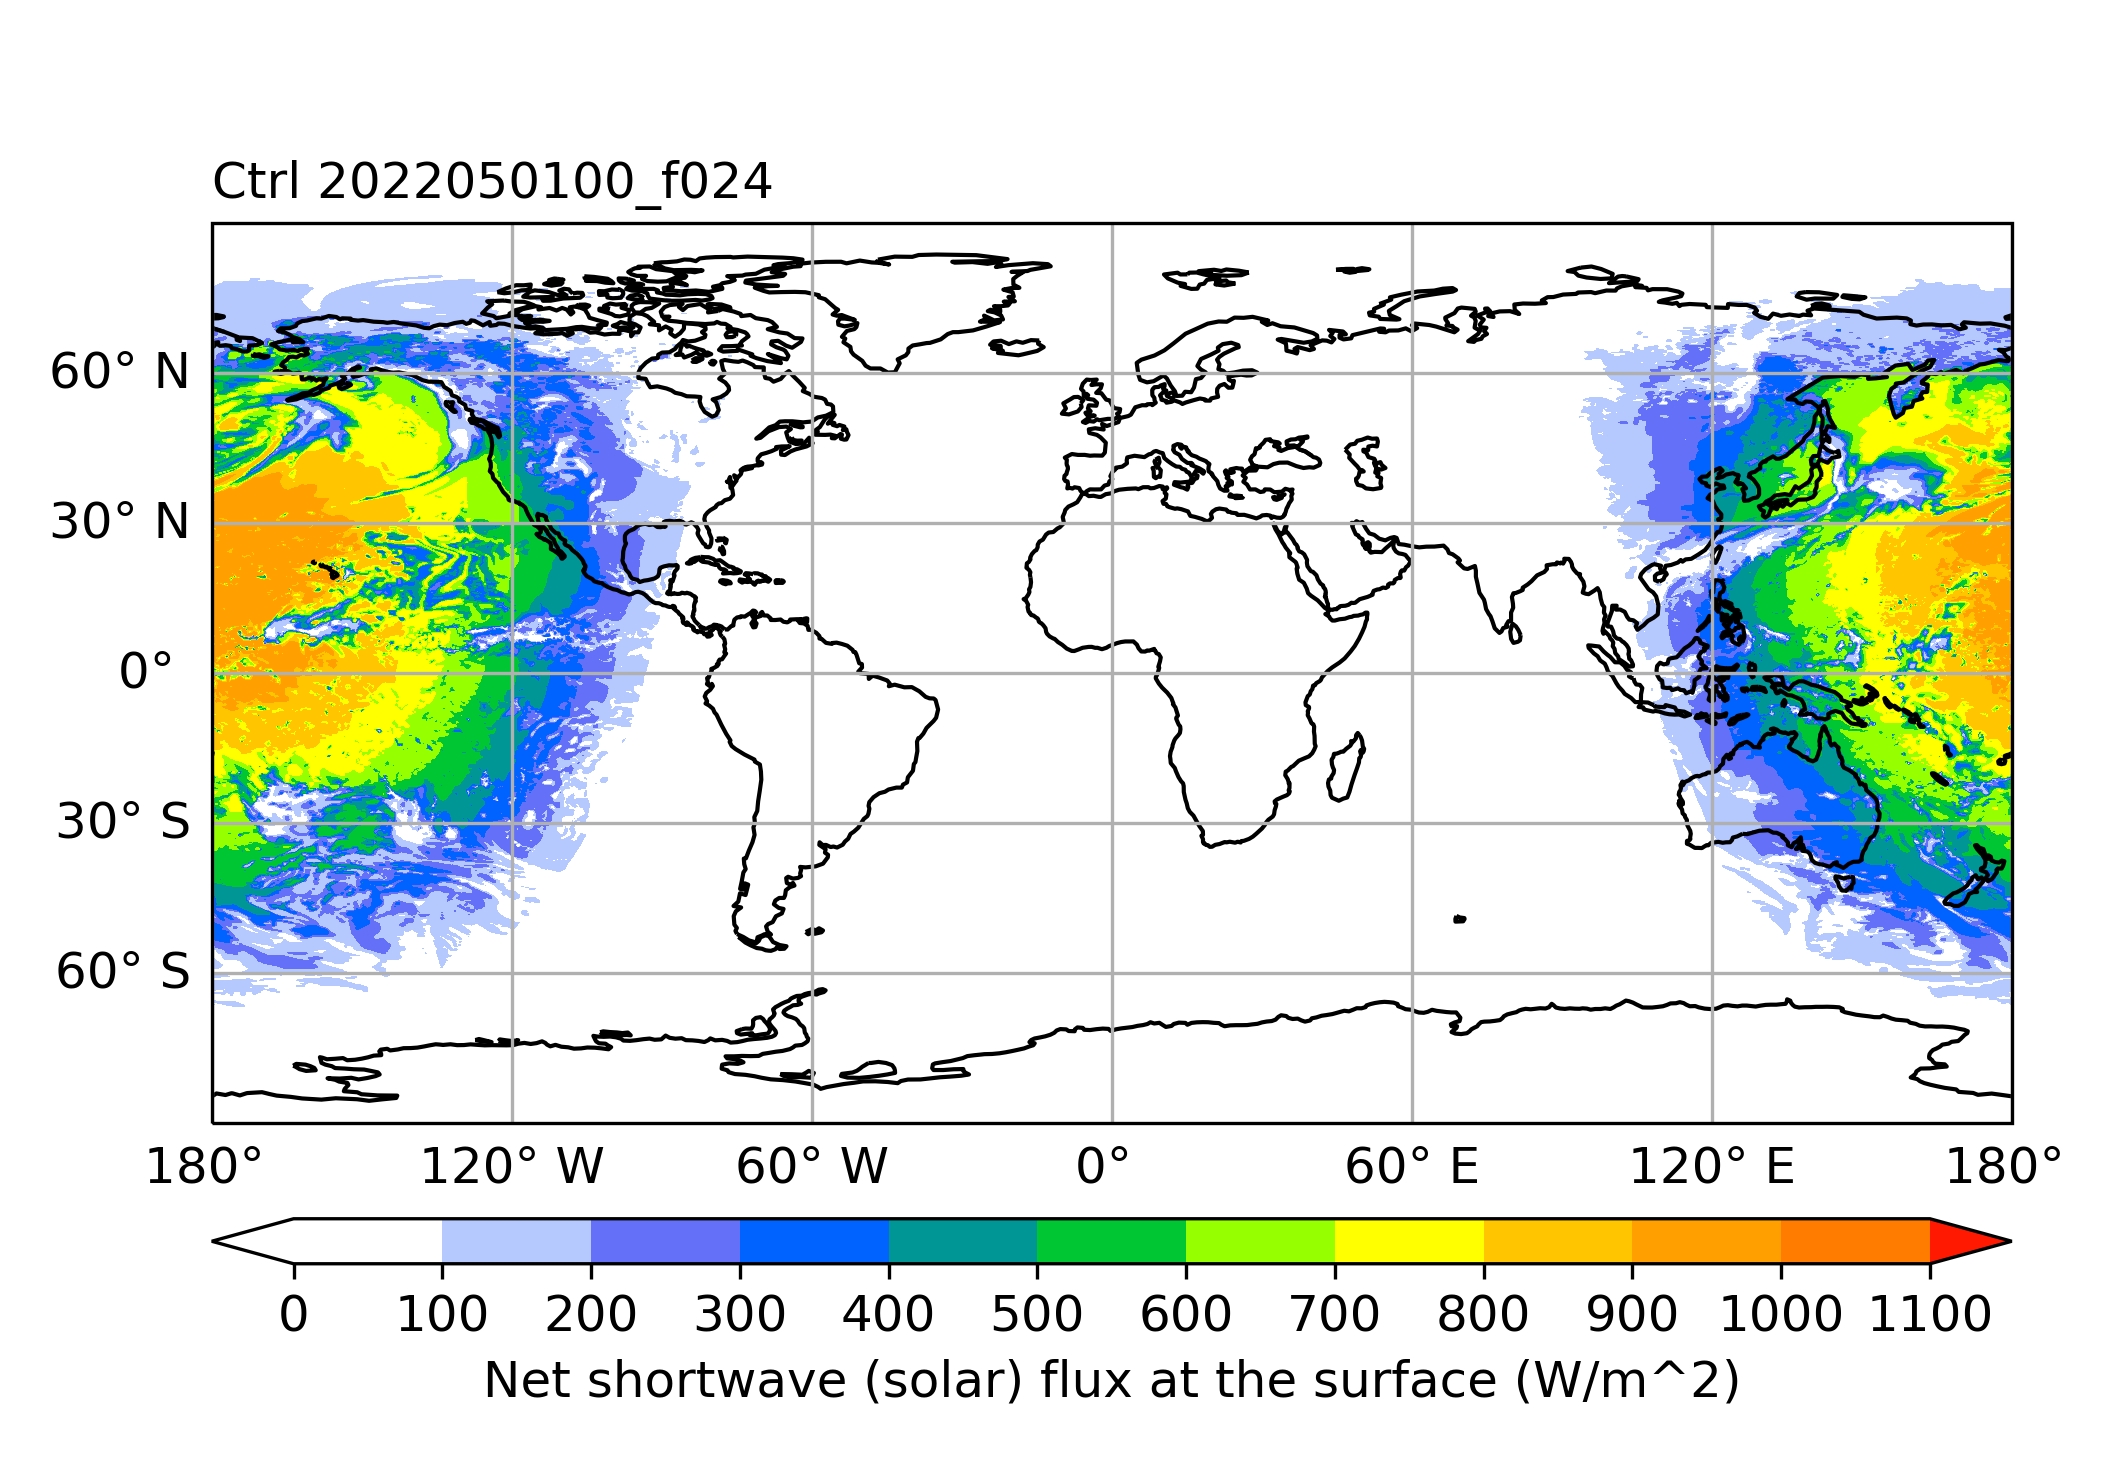 Ctrl 2022050100_f024
60° N
30° N
0°
30° S
60° S
180° 120° W 60° W 0° 60° E 120° E 180°
0 100 200 300 400 500 600 700 800 900 1000 1100
Net shortwave (solar) flux at the surface (W/m^2)